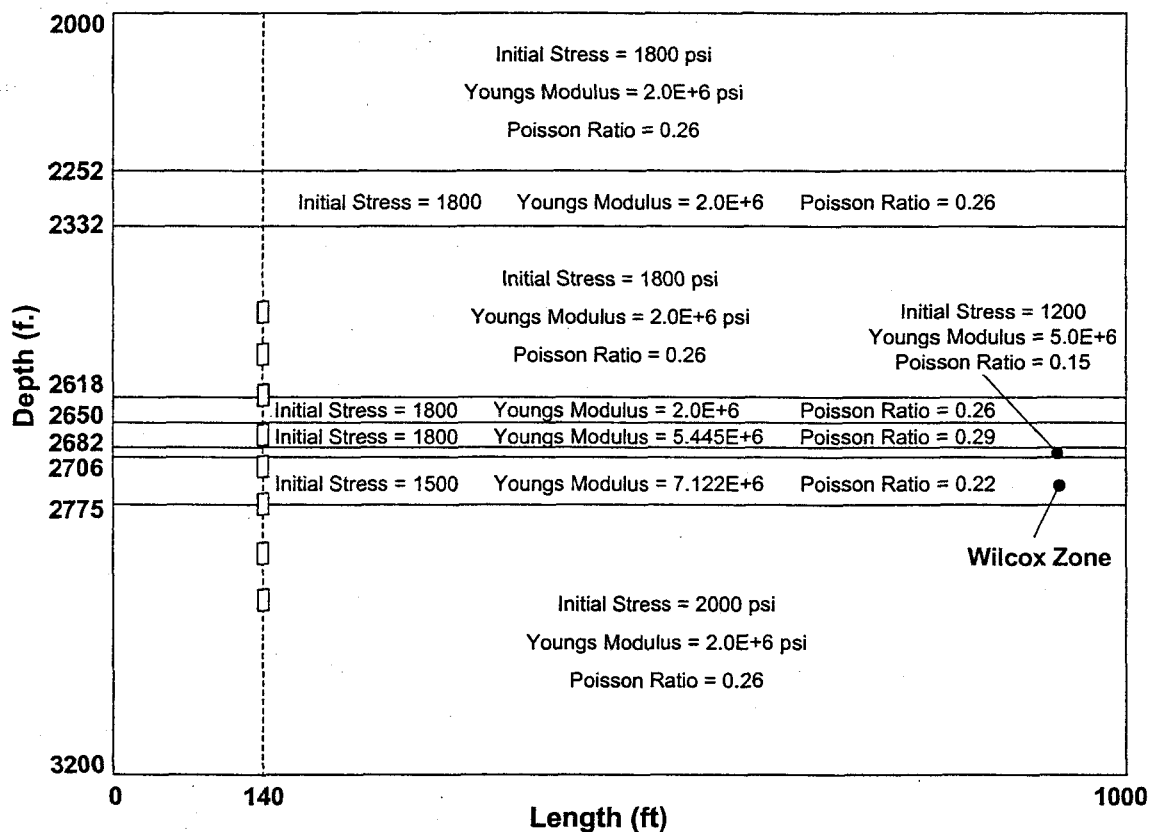 2000
Initial Stress = 1800 psi
Youngs Modulus = 2.0E+6 psi
Poisson Ratio = 0.26
2252
Initial Stress = 1800 Youngs Modulus = 2.0E+6 Poisson Ratio = 0.26
2332
Initial Stress = 1800 psi
Youngs Modulus = 2.0E+6 psi
Poisson Ratio = 0.26
Initial Stress = 1200
Youngs Modulus = 5.0E+6
Poisson Ratio = 0.15
Depth (f.)
2618
Initial Stress = 1800 Youngs Modulus = 2.0E+6 Poisson Ratio = 0.26
2650
Initial Stress = 1800 Youngs Modulus = 5.445E+6 Poisson Ratio = 0.29
2682
2706
Initial Stress = 1500 Youngs Modulus = 7.122E+6 Poisson Ratio = 0.22
2775
Wilcox Zone
Initial Stress = 2000 psi
Youngs Modulus = 2.0E+6 psi
Poisson Ratio = 0.26
3200
0 140 1000
Length (ft)